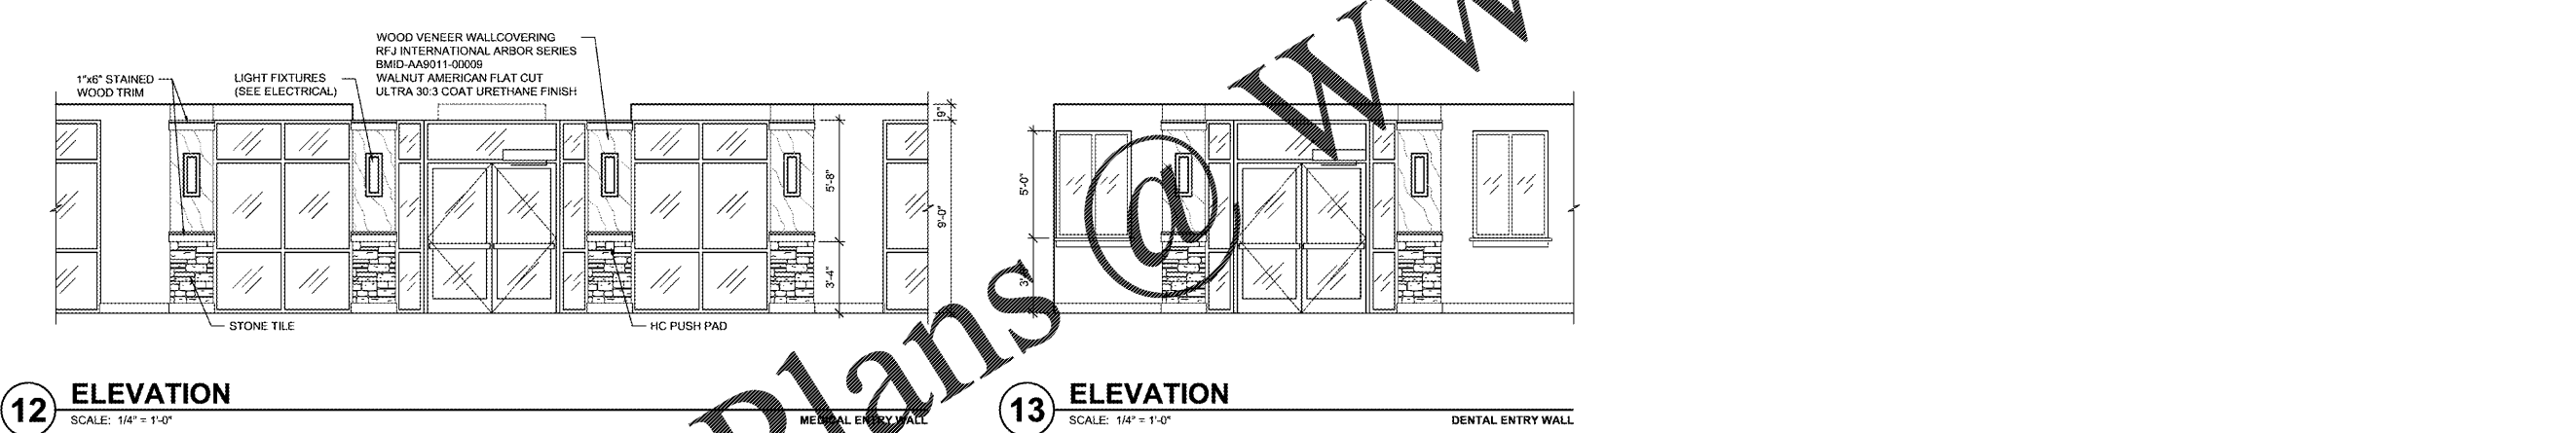 WOOD VENEER WALLCOVERING
RFJ INTERNATIONAL ARBOR SERIES
BMID-AA9011-00009
WALNUT AMERICAN FLAT CUT
ULTRA 30:3 COAT URETHANE FINISH
1"x6" STAINED
WOOD TRIM
LIGHT FIXTURES
(SEE ELECTRICAL)
9"
5'-8"
9'-0"
3'-4"
STONE TILE
HC PUSH PAD
12
ELEVATION
SCALE: 1/4" = 1'-0"
MEDICAL ENTRY WALL
5'-0"
13
ELEVATION
SCALE: 1/4" = 1'-0"
DENTAL ENTRY WALL
Plans @ WW